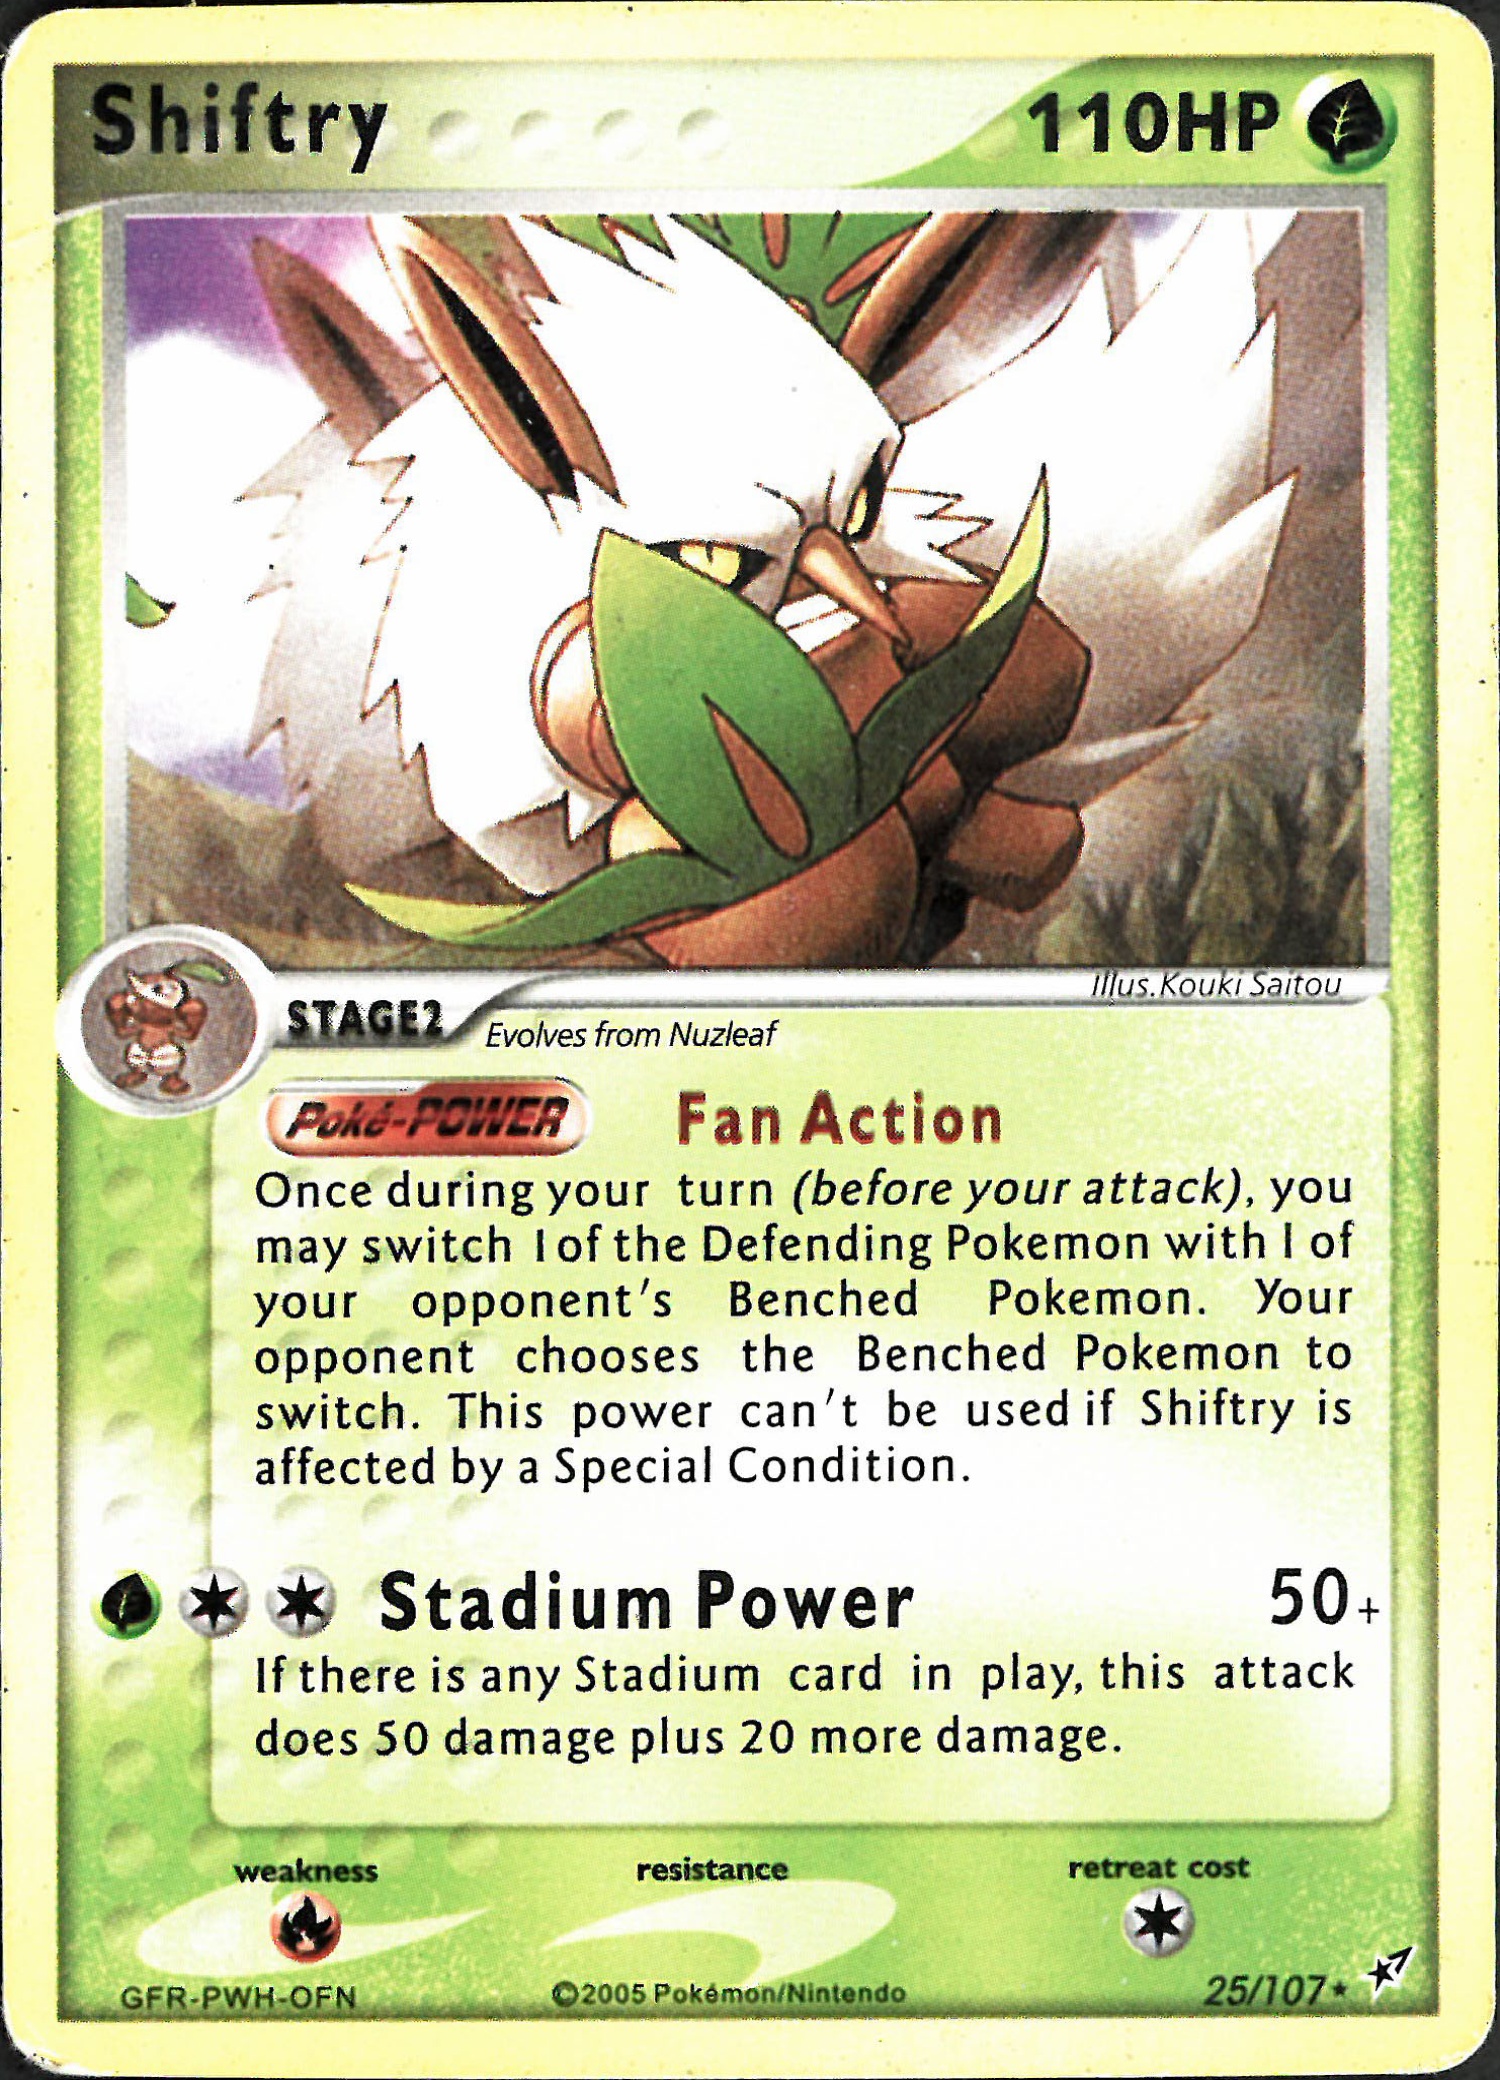 Shiftry 110HP
Illus.Kouki Saitou
STAGE2 Evolves from Nuzleaf
Poké-POWER Fan Action
Once during your turn (before your attack), you
may switch 1 of the Defending Pokemon with 1 of
your opponent's Benched Pokemon. Your
opponent chooses the Benched Pokemon to
switch. This power can't be used if Shiftry is
affected by a Special Condition.
Stadium Power 50+
If there is any Stadium card in play, this attack
does 50 damage plus 20 more damage.
weakness resistance retreat cost
GFR-PWH-OFN ©2005 Pokémon/Nintendo 25/107★